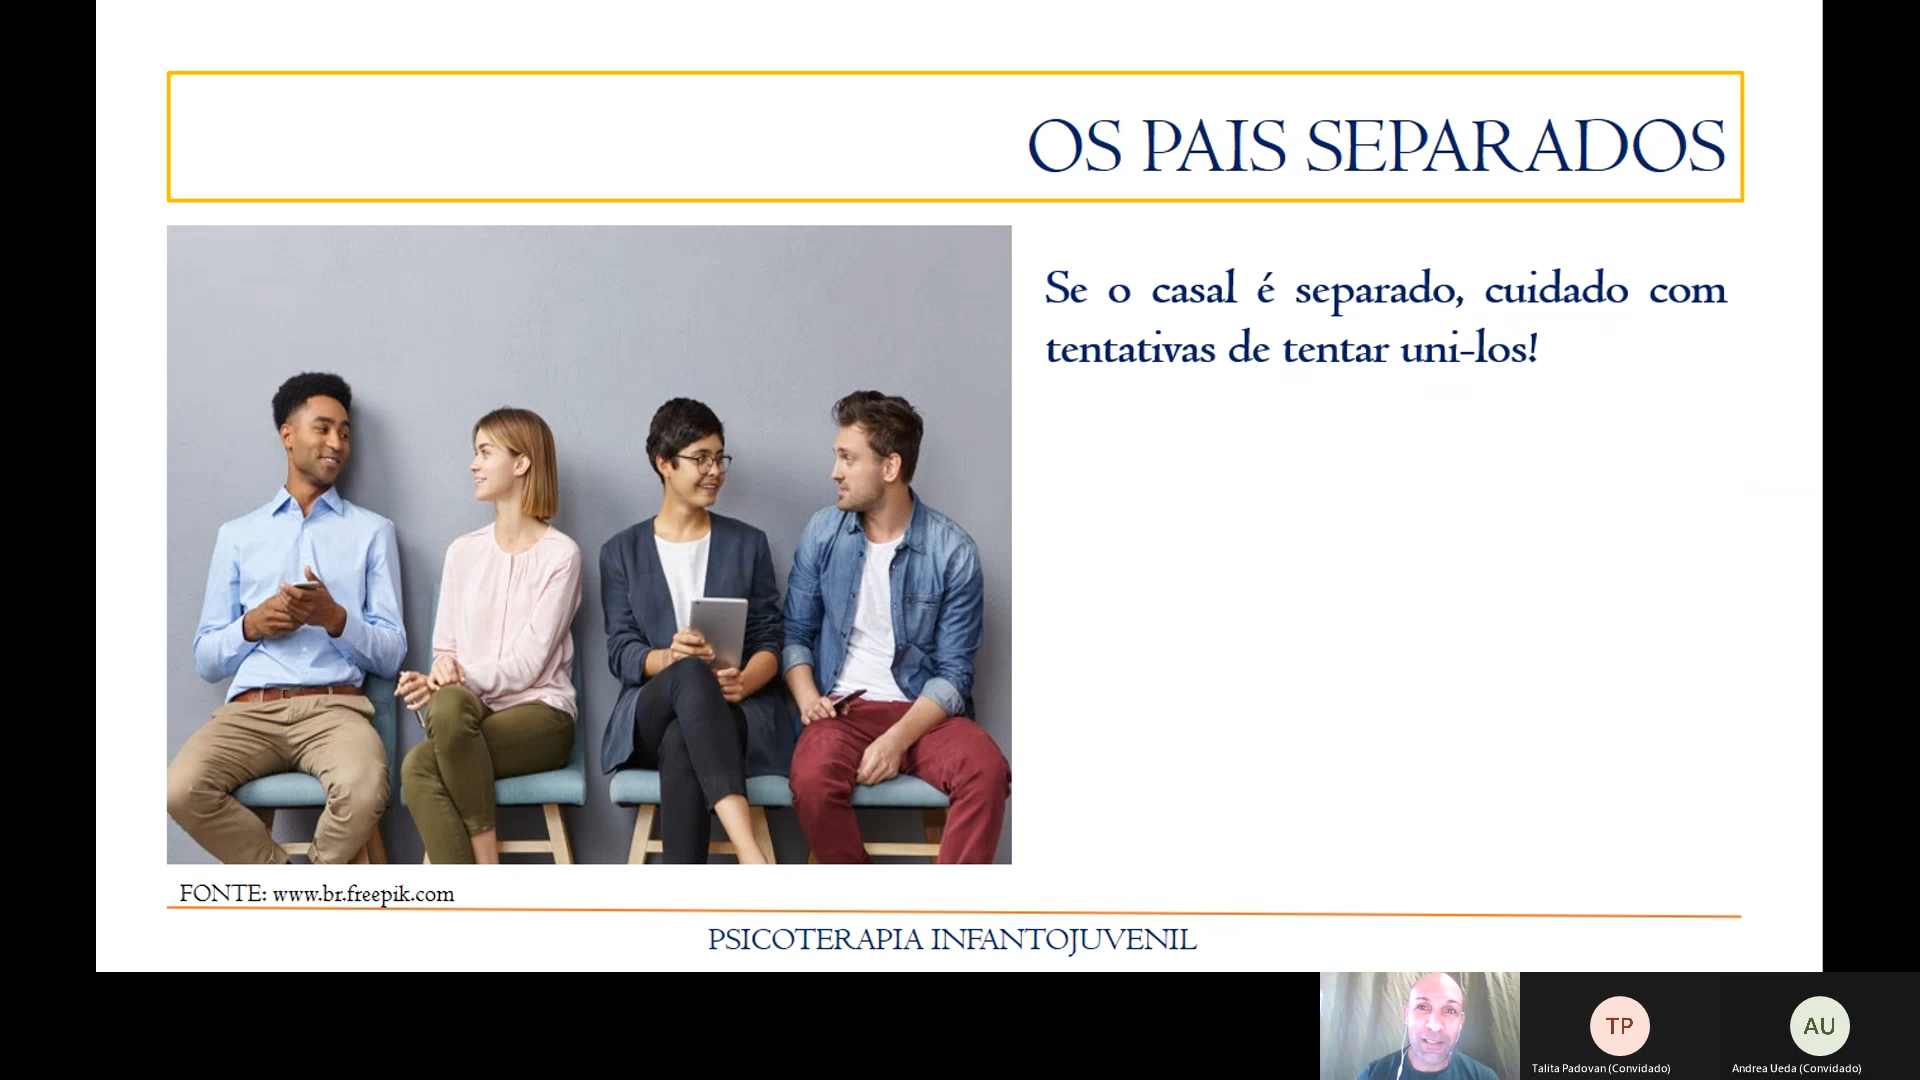 OS PAIS SEPARADOS
Se o casal é separado, cuidado com
tentativas de tentar uni-los!
FONTE: www.br.freepik.com
PSICOTERAPIA INFANTOJUVENIL
TP
AU
Talita Padovan (Convidado)
Andrea Ueda (Convidado)